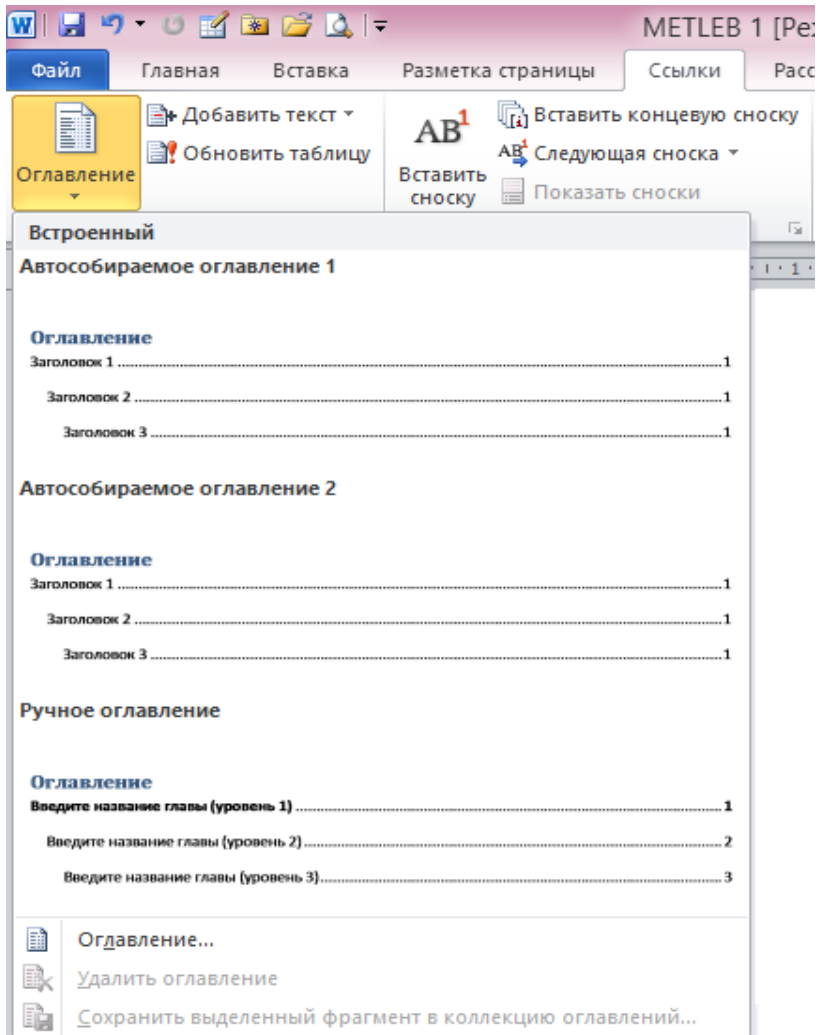 METLEB 1 [Реж
Файл Главная Вставка Разметка страницы Ссылки Расс
Добавить текст
Обновить таблицу
Оглавление
AB1
Вставить сноску
Вставить концевую сноску
AB1 Следующая сноска
Показать сноски
Встроенный
Автособираемое оглавление 1
Оглавление
Заголовок 1 ........ 1
Заголовок 2 ........ 1
Заголовок 3 ........ 1
Автособираемое оглавление 2
Оглавление
Заголовок 1 ........ 1
Заголовок 2 ........ 1
Заголовок 3 ........ 1
Ручное оглавление
Оглавление
Введите название главы (уровень 1) ........ 1
Введите название главы (уровень 2) ........ 2
Введите название главы (уровень 3) ........ 3
Оглавление...
Удалить оглавление
Сохранить выделенный фрагмент в коллекцию оглавлений...